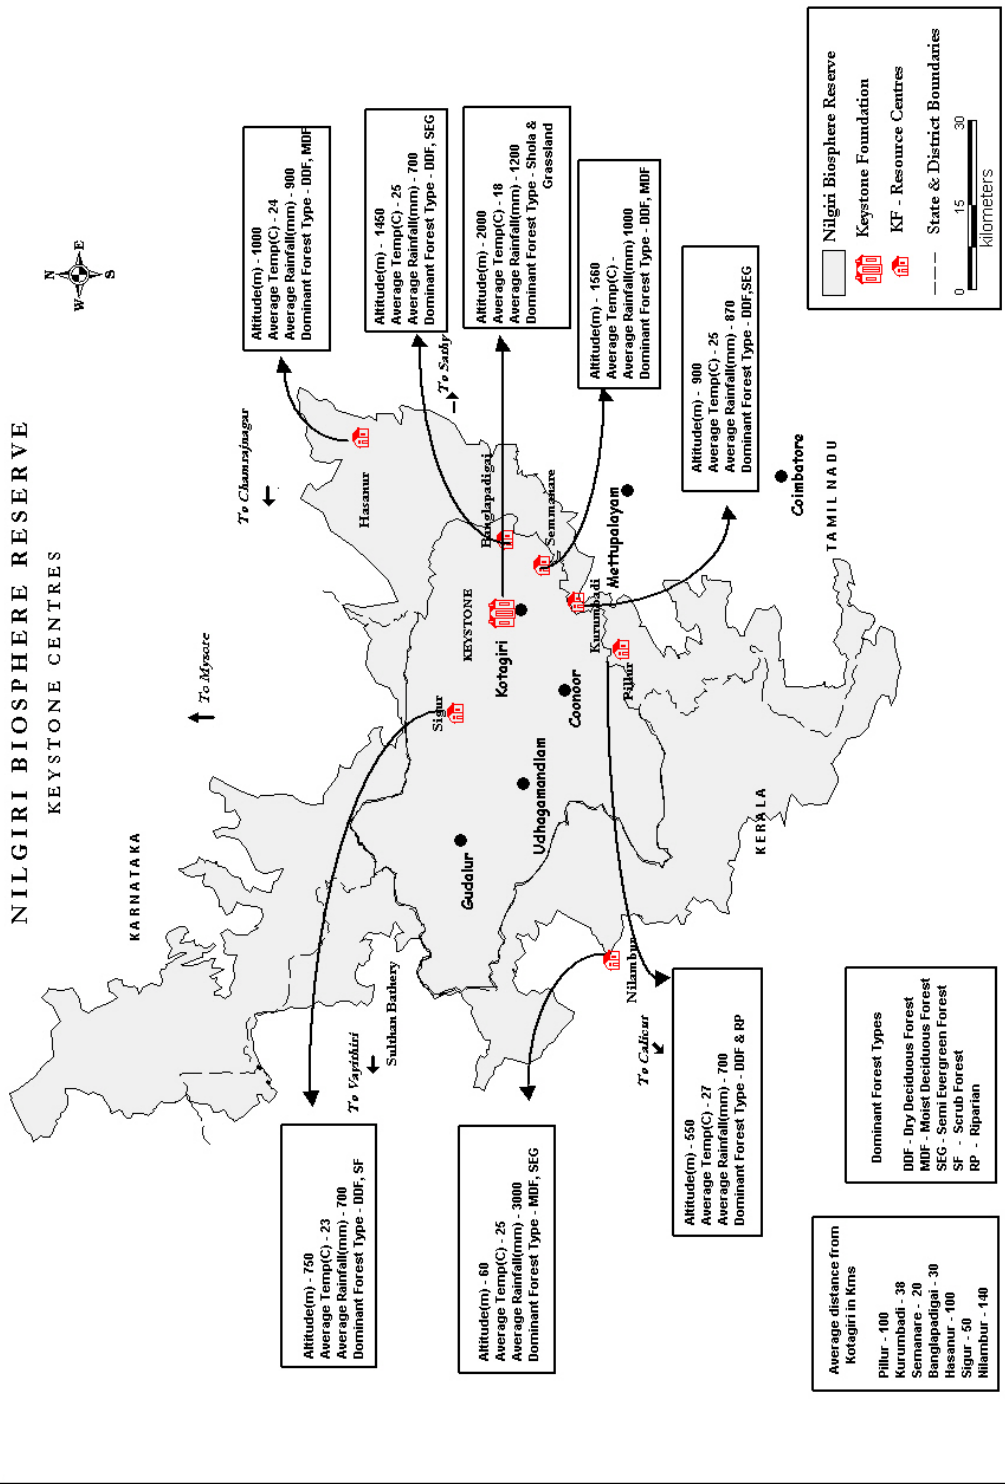 NILGIRI BIOSPHERE RESERVE
KEYSTONE CENTRES
N
W
E
S
To Mysore
To Chamrajnagar
KARNATAKA
Altitude(m) - 1000
Average Temp(C) - 24
Average Rainfall(mm) - 900
Dominant Forest Type - DDF, MDF
Altitude(m) - 1450
Average Temp(C) - 25
Average Rainfall(mm) - 700
Dominant Forest Type - DDF, SEG
Altitude(m) - 2000
Average Temp(C) - 18
Average Rainfall(mm) - 1200
Dominant Forest Type - Shola &
Grassland
Altitude(m) - 1560
Average Temp(C) -
Average Rainfall(mm) 1000
Dominant Forest Type - DDF, MDF
Altitude(m) - 900
Average Temp(C) - 25
Average Rainfall(mm) - 870
Dominant Forest Type - DDF,SEG
Altitude(m) - 750
Average Temp(C) - 23
Average Rainfall(mm) - 700
Dominant Forest Type - DDF, SF
Altitude(m) - 60
Average Temp(C) - 25
Average Rainfall(mm) - 3000
Dominant Forest Type - MDF, SEG
Altitude(m) - 550
Average Temp(C) - 27
Average Rainfall(mm) - 700
Dominant Forest Type - DDF & RP
To Sathy
Hasanur
Banglapadigai
Semmanare
KEYSTONE
Kotagiri
Sigur
Kurumbadi
Mettupalayam
Pillur
Coonoor
Udhagamandlam
Gudalur
Coimbatore
TAMIL NADU
KERALA
Nilambur
To Calicut
Sulthan Bathery
Nilgiri Biosphere Reserve
Keystone Foundation
KF - Resource Centres
State & District Boundaries
0
15
30
kilometers
Average distance from
Kotagiri in Kms
Pillur - 100
Kurumbadi - 38
Semanare - 20
Banglapadigai - 30
Hasanur - 100
Sigur - 50
Nilambur - 140
Dominant Forest Types
DDF - Dry Deciduous Forest
MDF - Moist Deciduous Forest
SEG - Semi Evergreen Forest
SF - Scrub Forest
RP - Riparian